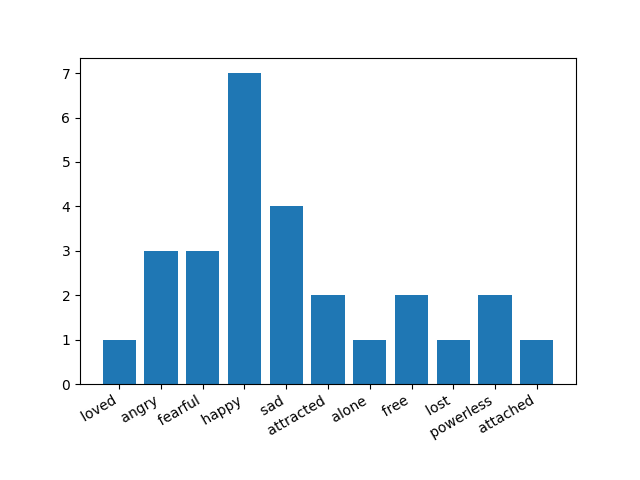 7
6
5
4
3
2
1
0
loved
angry
fearful
happy
sad
attracted
alone
free
lost
powerless
attached